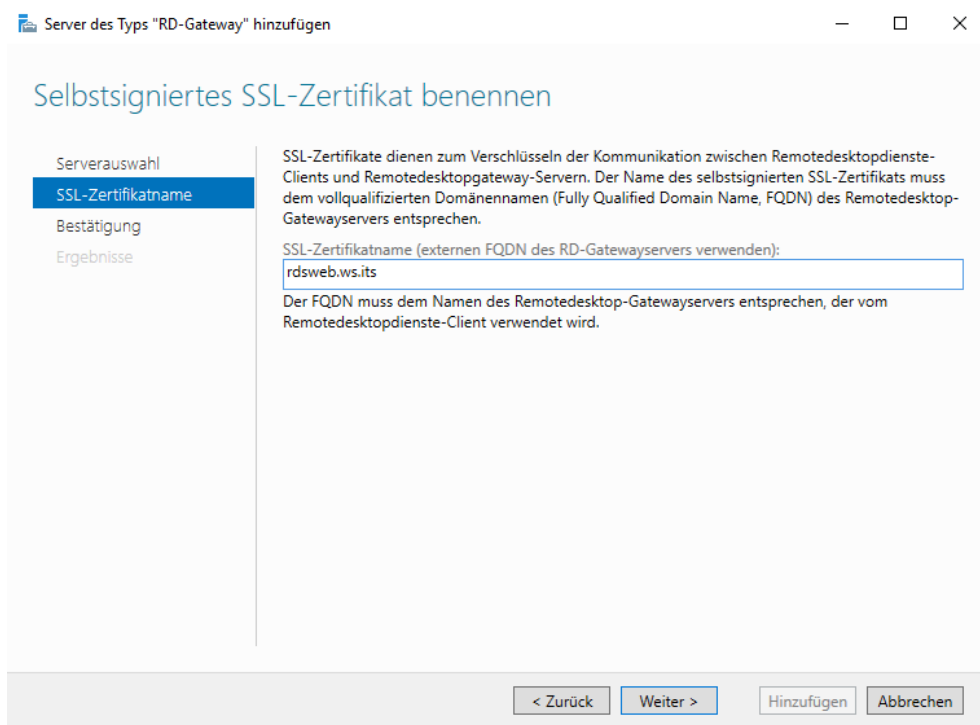 Server des Typs "RD-Gateway" hinzufügen
Selbstsigniertes SSL-Zertifikat benennen
Serverauswahl
SSL-Zertifikatname
Bestätigung
Ergebnisse
SSL-Zertifikate dienen zum Verschlüsseln der Kommunikation zwischen Remotedesktopdienste-
Clients und Remotedesktopgateway-Servern. Der Name des selbstsignierten SSL-Zertifikats muss
dem vollqualifizierten Domänennamen (Fully Qualified Domain Name, FQDN) des Remotedesktop-
Gatewayservers entsprechen.
SSL-Zertifikatname (externen FQDN des RD-Gatewayservers verwenden):
rdsweb.ws.its
Der FQDN muss dem Namen des Remotedesktop-Gatewayservers entsprechen, der vom
Remotedesktopdienste-Client verwendet wird.
< Zurück
Weiter >
Hinzufügen
Abbrechen